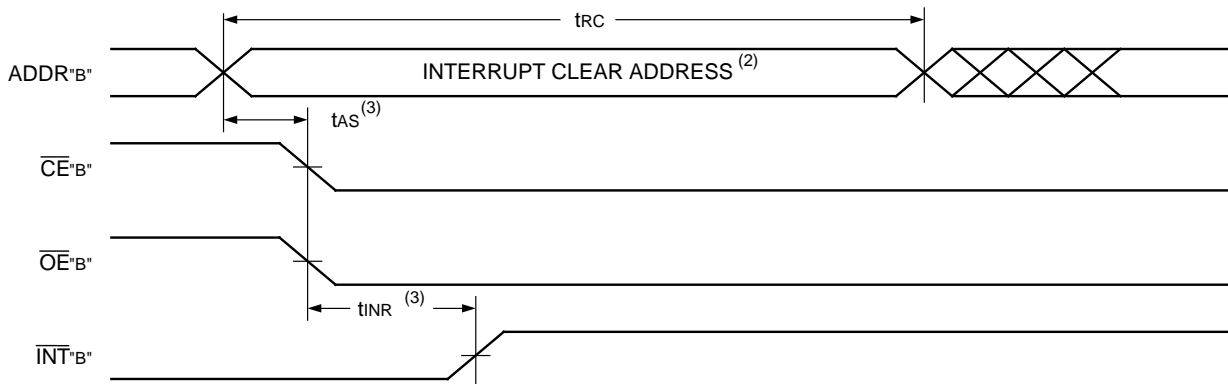 tRC
ADDR"B"
INTERRUPT CLEAR ADDRESS (2)
tAS (3)
CE"B"
OE"B"
tINR (3)
INT"B"